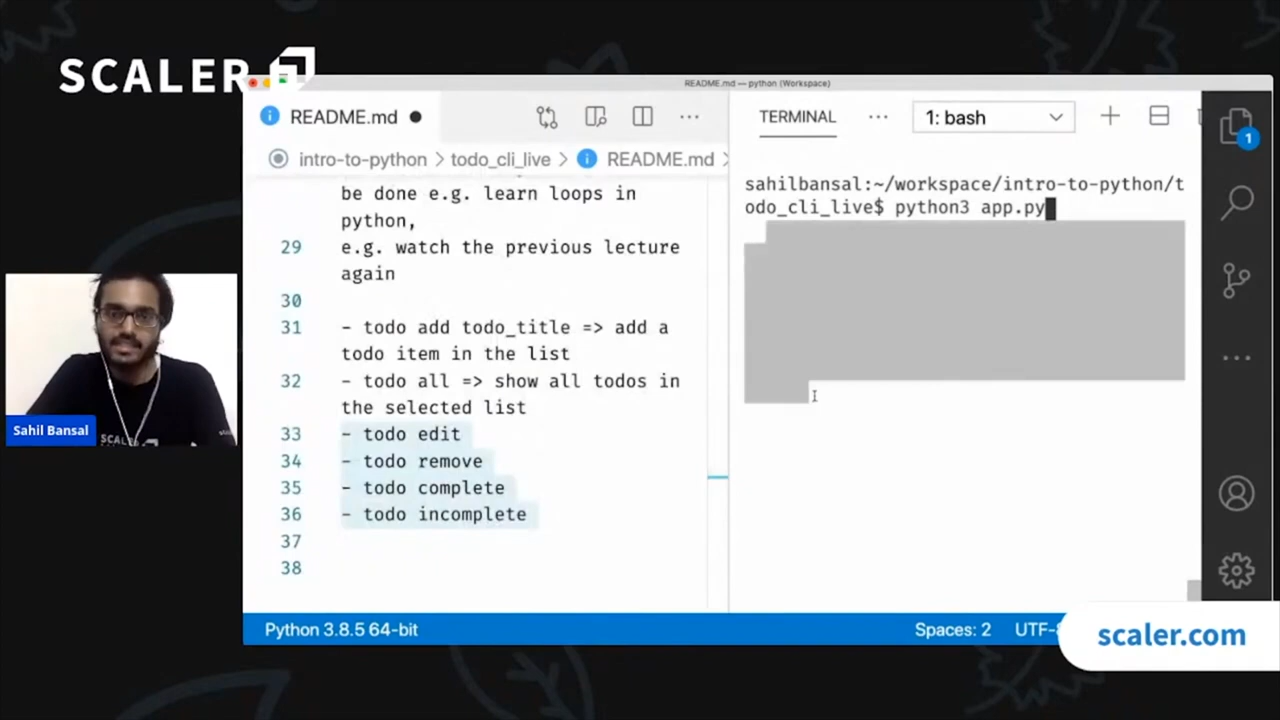 SCALER
README.md — python (Workspace)
README.md
TERMINAL
1: bash
intro-to-python > todo_cli_live > README.md
be done e.g. learn loops in
python,
29 e.g. watch the previous lecture
again
30
31 - todo add todo_title => add a
todo item in the list
32 - todo all => show all todos in
the selected list
33 - todo edit
34 - todo remove
35 - todo complete
36 - todo incomplete
37
38
sahilbansal:~/workspace/intro-to-python/t
odo_cli_live$ python3 app.py
1
Sahil Bansal
SCALER
Python 3.8.5 64-bit
Spaces: 2
UTF-8
scaler.com